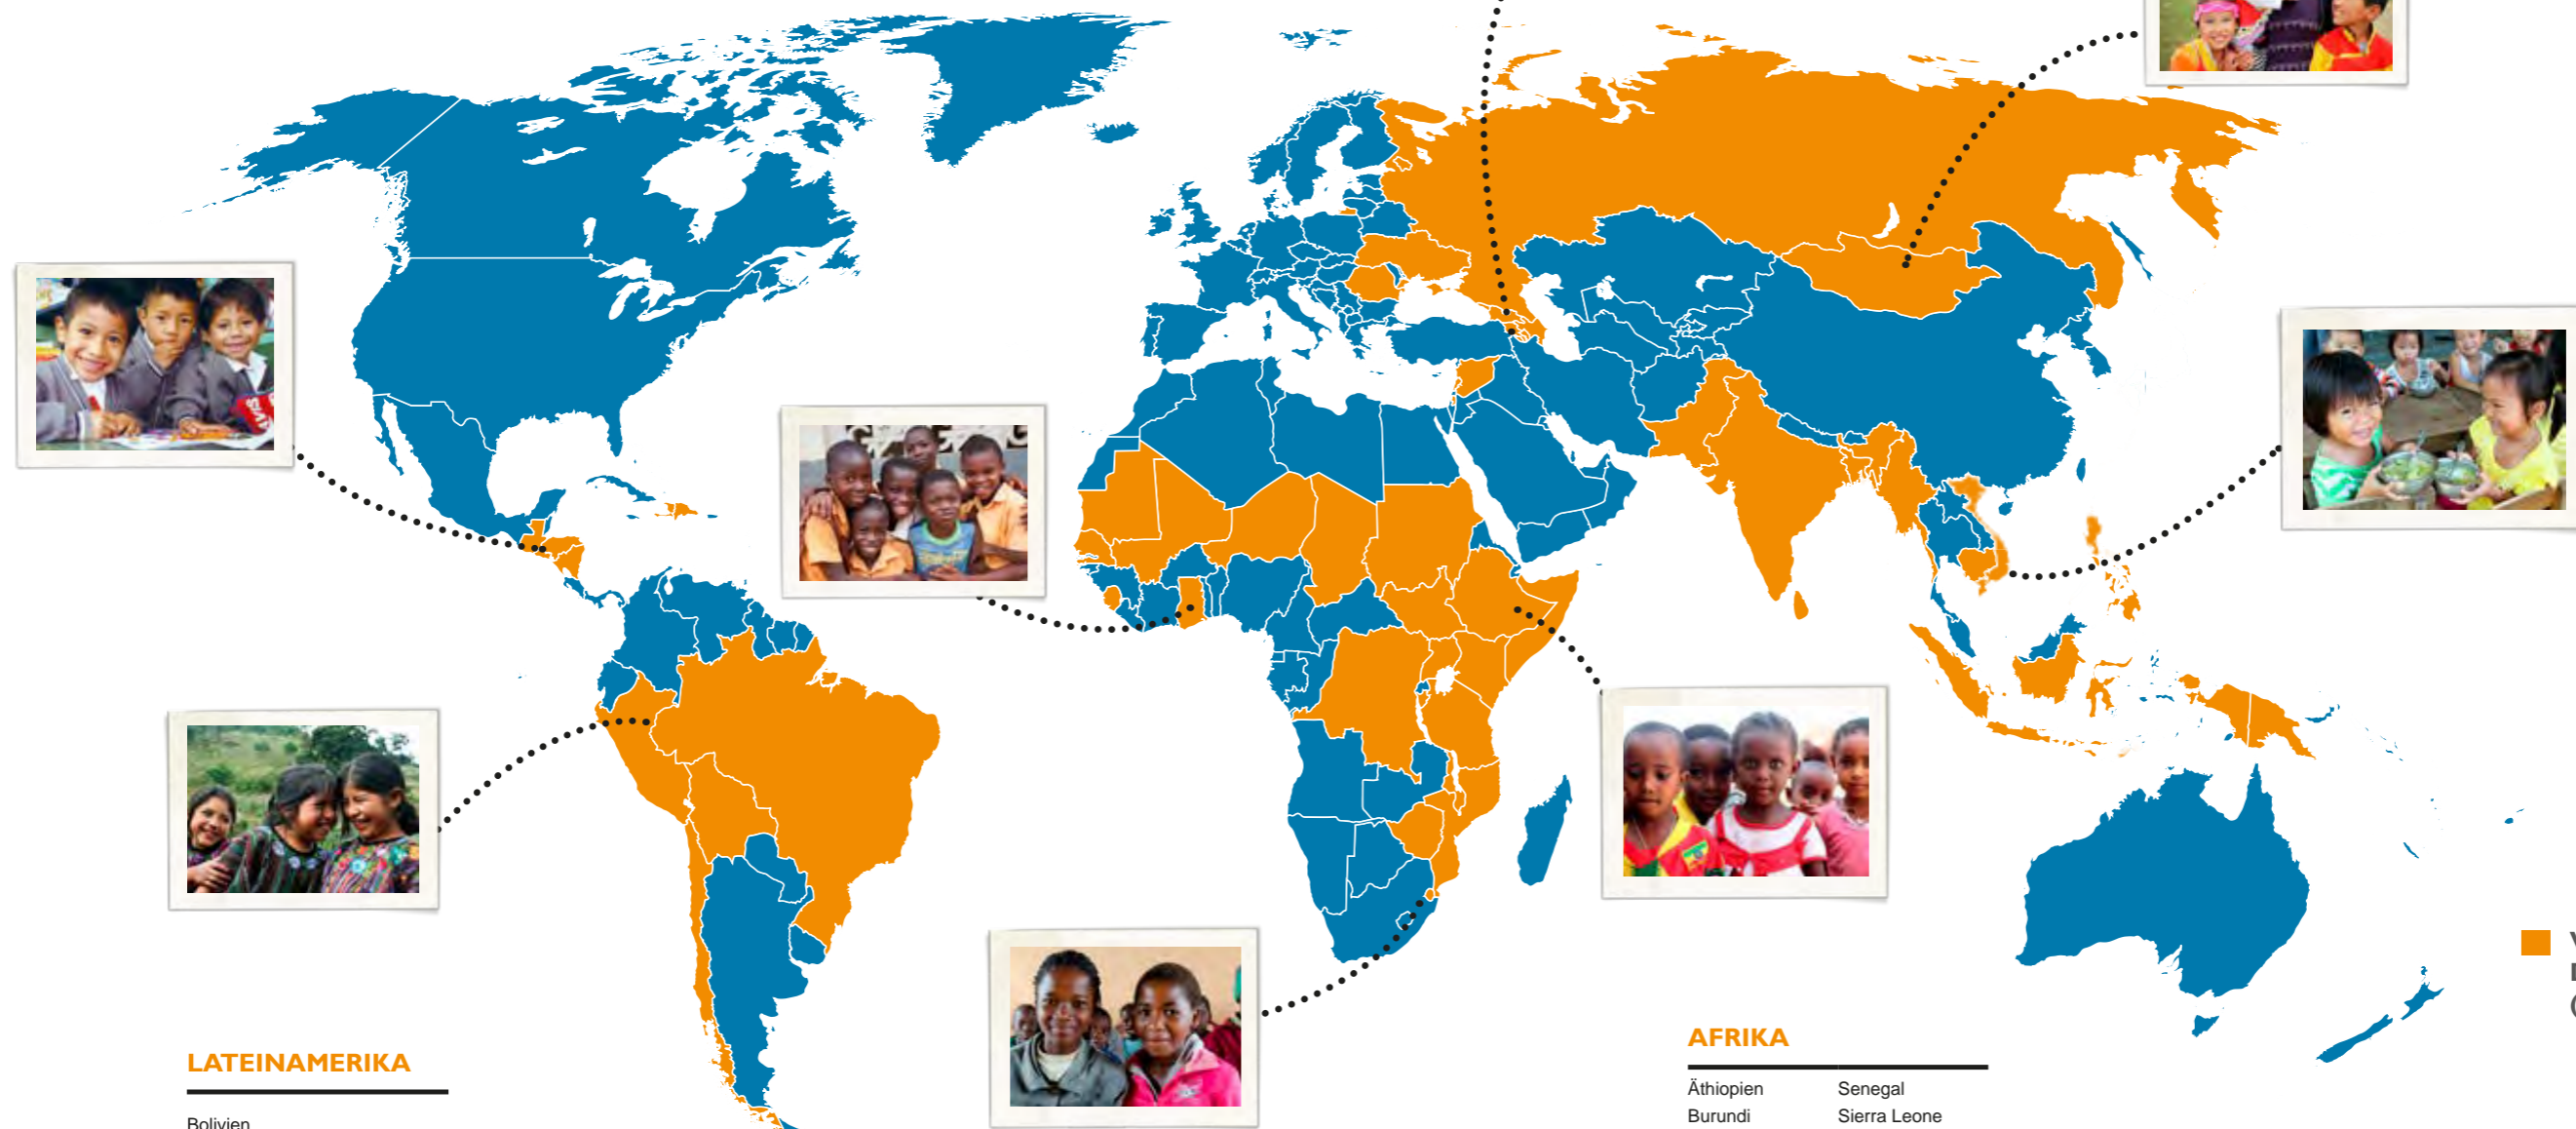 LATEINAMERIKA
Bolivien
AFRIKA
Äthiopien Senegal
Burundi Sierra Leone